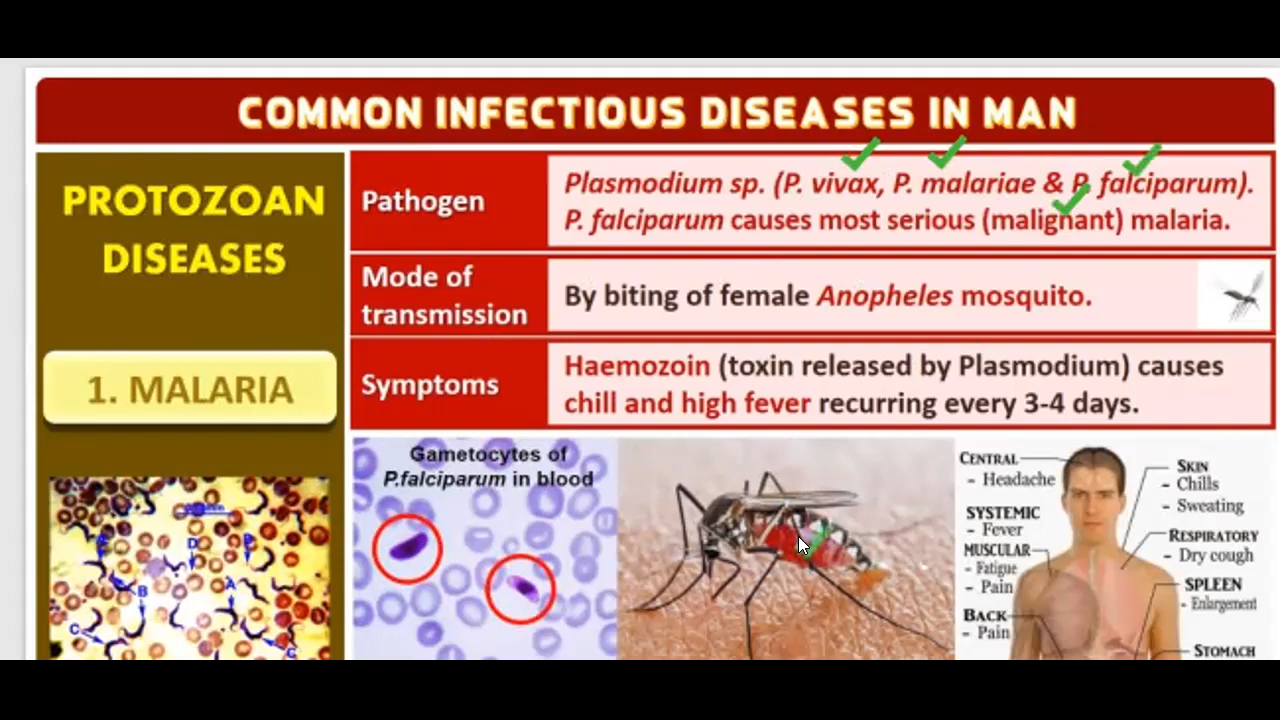 COMMON INFECTIOUS DISEASES IN MAN
PROTOZOAN
DISEASES
1. MALARIA
Pathogen
Plasmodium sp. (P. vivax, P. malariae & P. falciparum).
P. falciparum causes most serious (malignant) malaria.
Mode of
transmission
By biting of female Anopheles mosquito.
Symptoms
Haemozoin (toxin released by Plasmodium) causes
chill and high fever recurring every 3-4 days.
Gametocytes of
P.falciparum in blood
CENTRAL
- Headache
SYSTEMIC
- Fever
MUSCULAR
- Fatigue
- Pain
BACK
- Pain
SKIN
- Chills
- Sweating
RESPIRATORY
- Dry cough
SPLEEN
- Enlargement
STOMACH
D
B
A
B
C
C